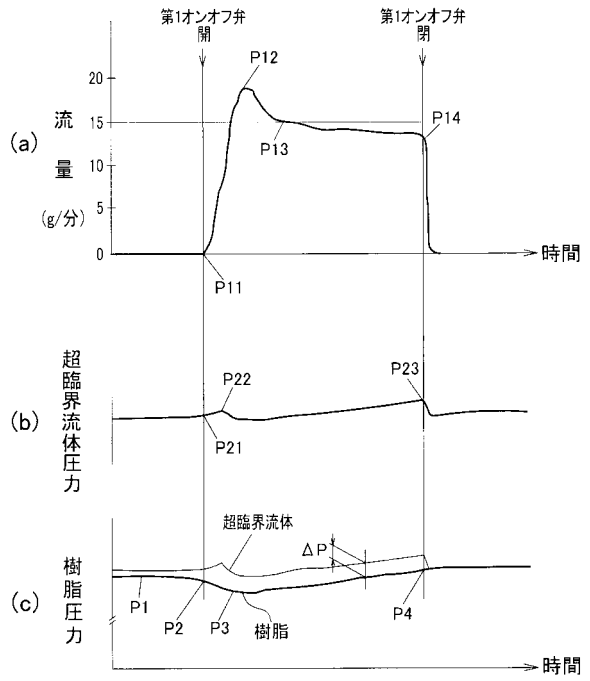 第1オンオフ弁
開
第1オンオフ弁
閉
(a)
流量
(g/分)
20
15
10
5
0
P12
P13
P14
P11
時間
(b)
超臨界流体圧力
P22
P21
P23
(c)
樹脂圧力
超臨界流体
ΔP
P1
P2
P3
樹脂
P4
時間